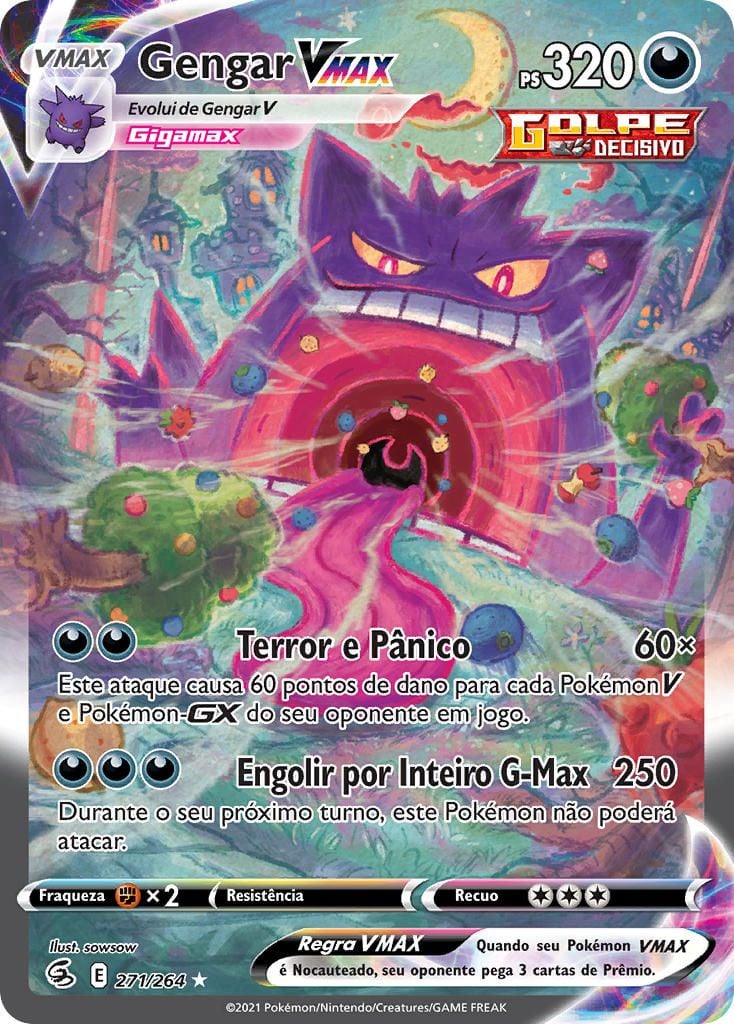 VMAX
Gengar VMAX
PS320
Evolui de Gengar V
Gigamax
GOLPE
DECISIVO
Terror e Pânico 60×
Este ataque causa 60 pontos de dano para cada Pokémon V
e Pokémon-GX do seu oponente em jogo.
Engolir por Inteiro G-Max 250
Durante o seu próximo turno, este Pokémon não poderá
atacar.
Fraqueza ×2 Resistência Recuo
Ilust. sowsow
Regra VMAX Quando seu Pokémon VMAX
é Nocauteado, seu oponente pega 3 cartas de Prêmio.
E 271/264
©2021 Pokémon/Nintendo/Creatures/GAME FREAK